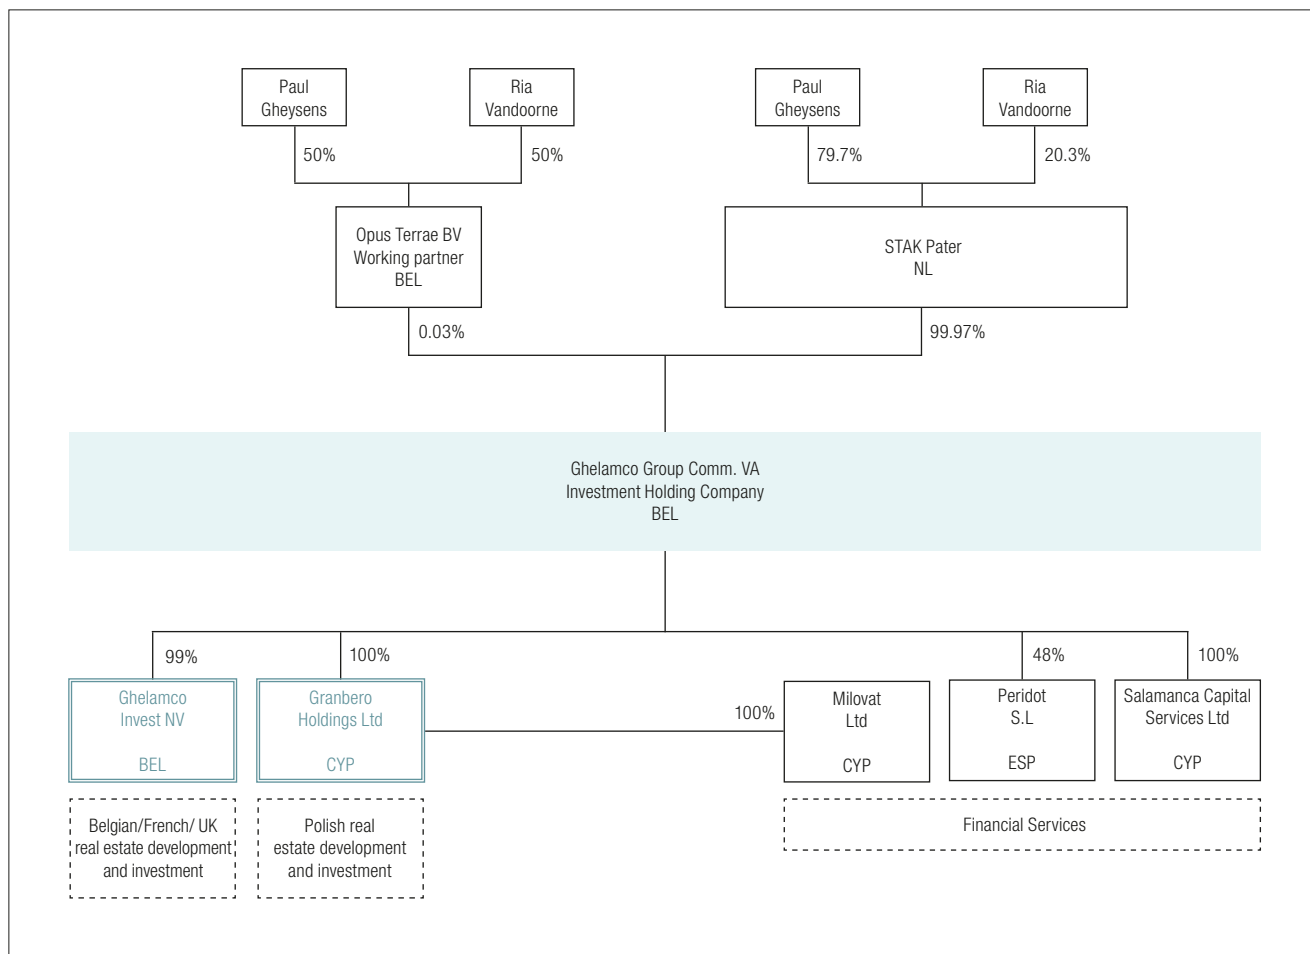 Paul
Gheysens
Ria
Vandoorne
Paul
Gheysens
Ria
Vandoorne
50%
50%
79.7%
20.3%
Opus Terrae BV
Working partner
BEL
STAK Pater
NL
0.03%
99.97%
Ghelamco Group Comm. VA
Investment Holding Company
BEL
99%
100%
48%
100%
Ghelamco
Invest NV
BEL
Granbero
Holdings Ltd
CYP
100%
Milovat
Ltd
CYP
Peridot
S.L
ESP
Salamanca Capital
Services Ltd
CYP
Belgian/French/ UK
real estate development
and investment
Polish real
estate development
and investment
Financial Services